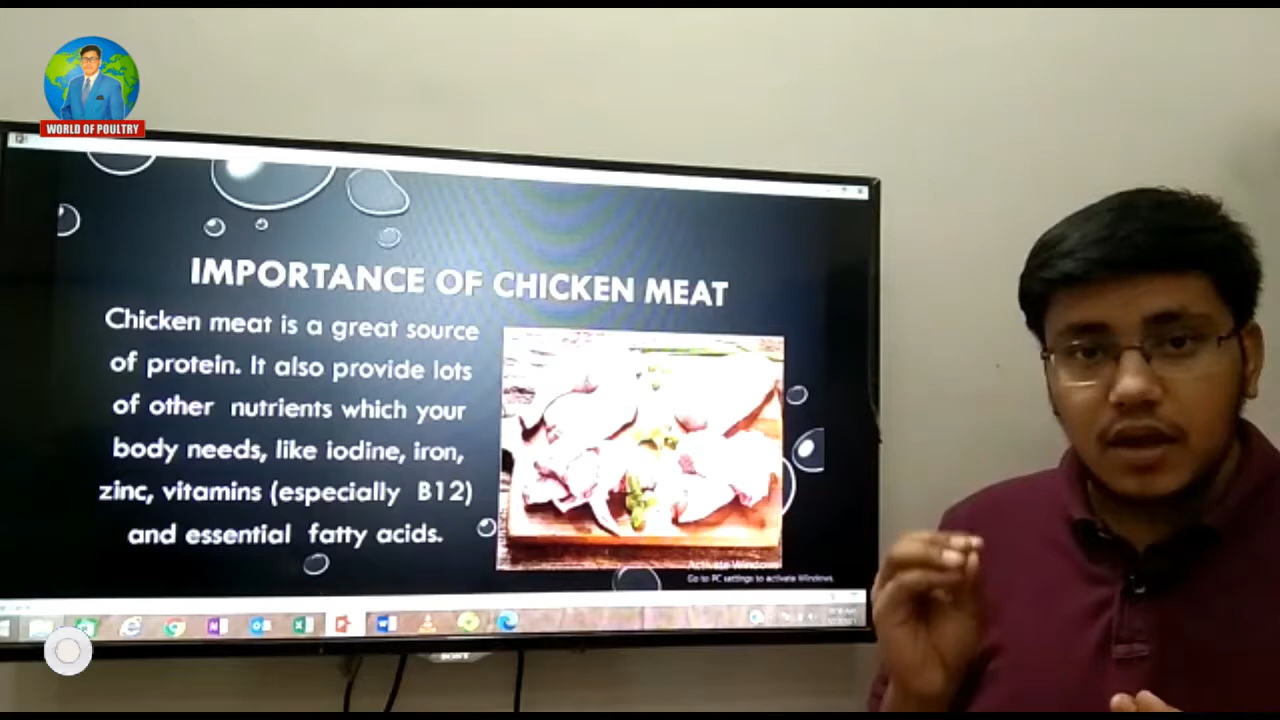 WORLD OF POULTRY
IMPORTANCE OF CHICKEN MEAT
Chicken meat is a great source
of protein. It also provide lots
of other nutrients which your
body needs, like iodine, iron,
zinc, vitamins (especially B12)
and essential fatty acids.
Activate Windows
Go to PC settings to activate Windows.
SONY